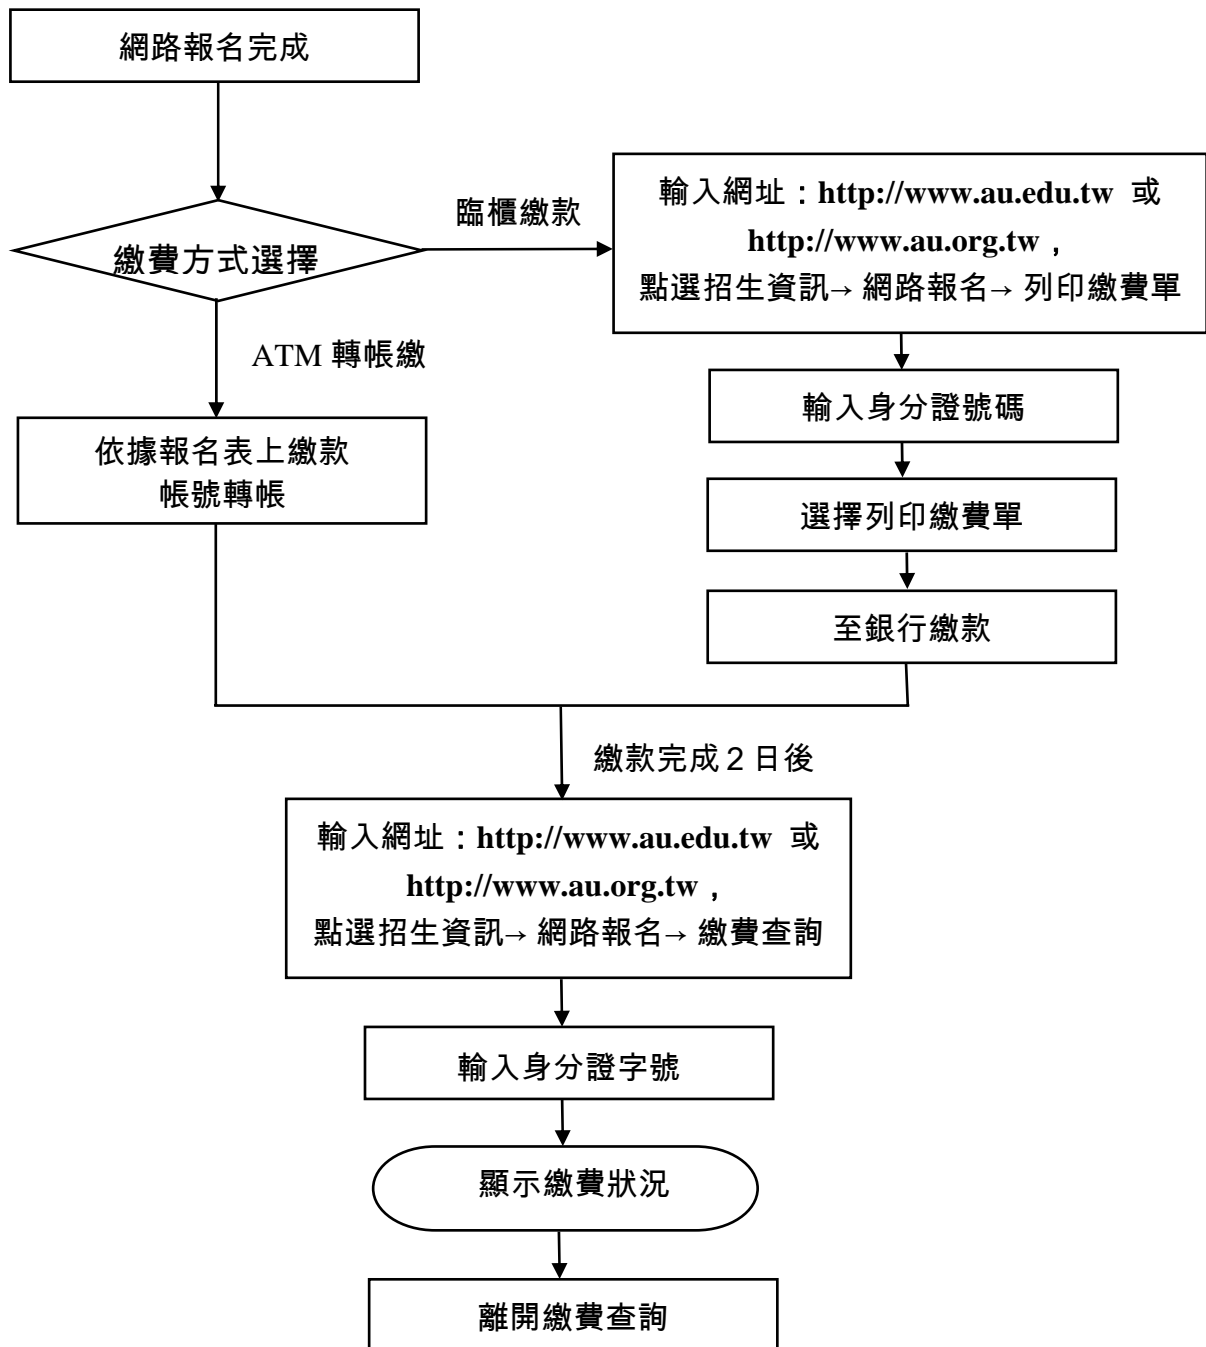 網路報名完成
繳費方式選擇
臨櫃繳款
輸入網址：http://www.au.edu.tw 或
http://www.au.org.tw，
點選招生資訊→ 網路報名→ 列印繳費單
ATM 轉帳繳
輸入身分證號碼
依據報名表上繳款
帳號轉帳
選擇列印繳費單
至銀行繳款
繳款完成 2 日後
輸入網址：http://www.au.edu.tw 或
http://www.au.org.tw，
點選招生資訊→ 網路報名→ 繳費查詢
輸入身分證字號
顯示繳費狀況
離開繳費查詢